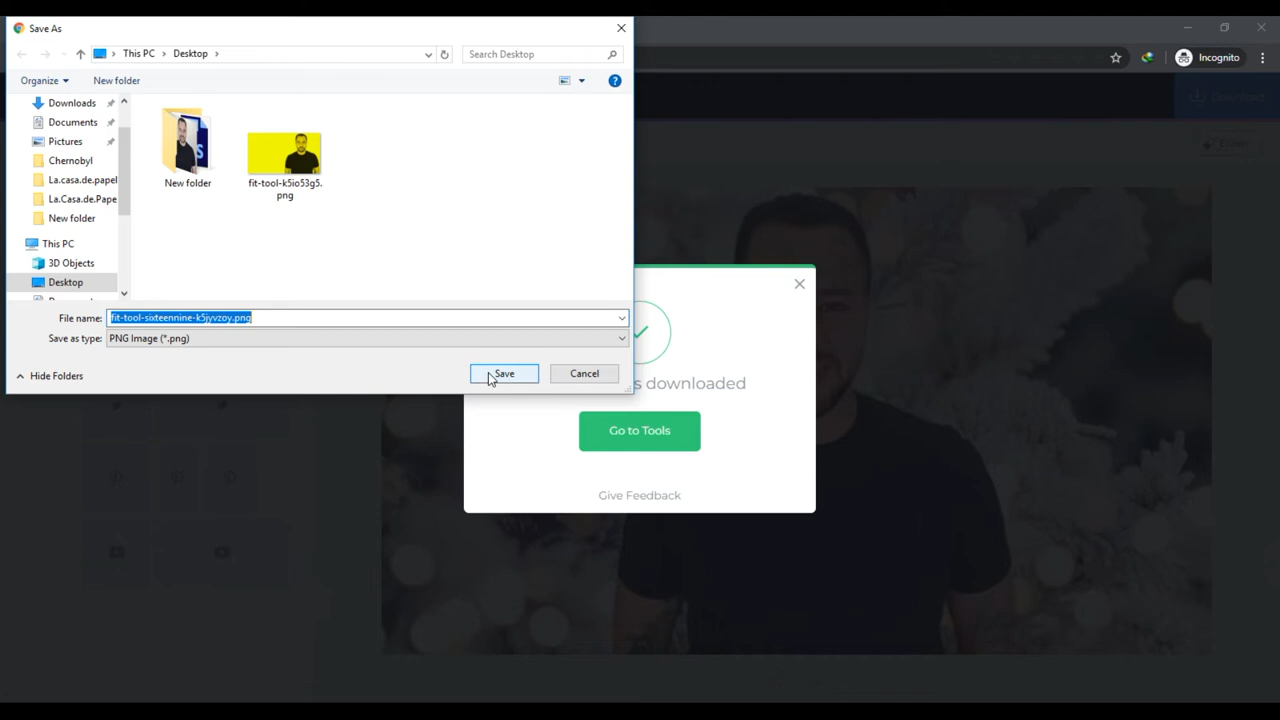 Save As
This PC
Desktop
Search Desktop
Organize
New folder
Incognito
Downloads
Documents
Pictures
Chernobyl
La.casa.de.papel
La.Casa.de.Pape
New folder
This PC
3D Objects
Desktop
New folder
fit-tool-k5io53g5.
png
Download
File name:
fit-tool-sixteennine-k5jyvzoy.png
Save as type:
PNG Image (*.png)
Hide Folders
Save
Cancel
s downloaded
Go to Tools
Give Feedback